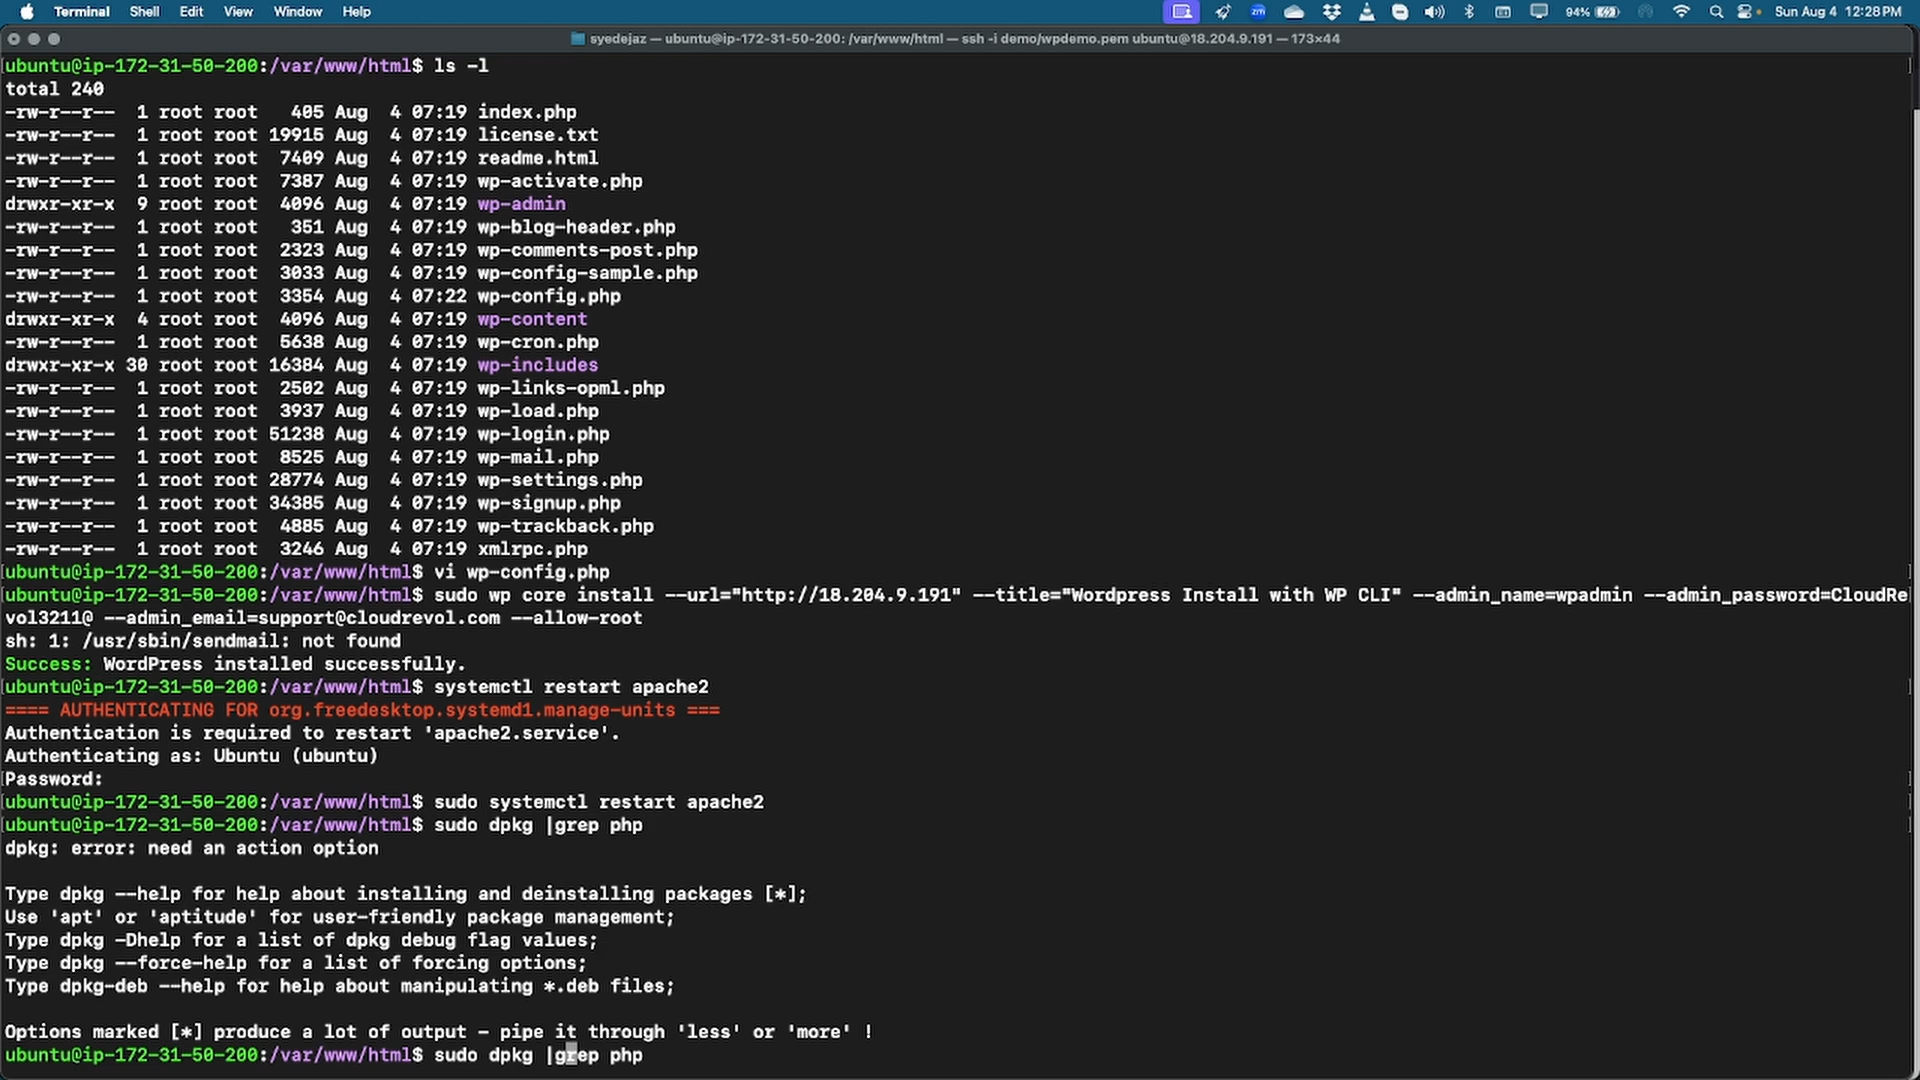 Terminal Shell Edit View Window Help zm 94% Sun Aug 4 12:28 PM
syedejaz — ubuntu@ip-172-31-50-200: /var/www/html — ssh -i demo/wpdemo.pem ubuntu@18.204.9.191 — 173×44
ubuntu@ip-172-31-50-200:/var/www/html$ ls -l
total 240
-rw-r--r-- 1 root root 405 Aug 4 07:19 index.php
-rw-r--r-- 1 root root 19915 Aug 4 07:19 license.txt
-rw-r--r-- 1 root root 7409 Aug 4 07:19 readme.html
-rw-r--r-- 1 root root 7387 Aug 4 07:19 wp-activate.php
drwxr-xr-x 9 root root 4096 Aug 4 07:19 wp-admin
-rw-r--r-- 1 root root 351 Aug 4 07:19 wp-blog-header.php
-rw-r--r-- 1 root root 2323 Aug 4 07:19 wp-comments-post.php
-rw-r--r-- 1 root root 3033 Aug 4 07:19 wp-config-sample.php
-rw-r--r-- 1 root root 3354 Aug 4 07:22 wp-config.php
drwxr-xr-x 4 root root 4096 Aug 4 07:19 wp-content
-rw-r--r-- 1 root root 5638 Aug 4 07:19 wp-cron.php
drwxr-xr-x 30 root root 16384 Aug 4 07:19 wp-includes
-rw-r--r-- 1 root root 2502 Aug 4 07:19 wp-links-opml.php
-rw-r--r-- 1 root root 3937 Aug 4 07:19 wp-load.php
-rw-r--r-- 1 root root 51238 Aug 4 07:19 wp-login.php
-rw-r--r-- 1 root root 8525 Aug 4 07:19 wp-mail.php
-rw-r--r-- 1 root root 28774 Aug 4 07:19 wp-settings.php
-rw-r--r-- 1 root root 34385 Aug 4 07:19 wp-signup.php
-rw-r--r-- 1 root root 4885 Aug 4 07:19 wp-trackback.php
-rw-r--r-- 1 root root 3246 Aug 4 07:19 xmlrpc.php
ubuntu@ip-172-31-50-200:/var/www/html$ vi wp-config.php
ubuntu@ip-172-31-50-200:/var/www/html$ sudo wp core install --url="http://18.204.9.191" --title="Wordpress Install with WP CLI" --admin_name=wpadmin --admin_password=CloudRe
vol3211@ --admin_email=support@cloudrevol.com --allow-root
sh: 1: /usr/sbin/sendmail: not found
Success: WordPress installed successfully.
ubuntu@ip-172-31-50-200:/var/www/html$ systemctl restart apache2
==== AUTHENTICATING FOR org.freedesktop.systemd1.manage-units ===
Authentication is required to restart 'apache2.service'.
Authenticating as: Ubuntu (ubuntu)
Password:
ubuntu@ip-172-31-50-200:/var/www/html$ sudo systemctl restart apache2
ubuntu@ip-172-31-50-200:/var/www/html$ sudo dpkg |grep php
dpkg: error: need an action option

Type dpkg --help for help about installing and deinstalling packages [*];
Use 'apt' or 'aptitude' for user-friendly package management;
Type dpkg -Dhelp for a list of dpkg debug flag values;
Type dpkg --force-help for a list of forcing options;
Type dpkg-deb --help for help about manipulating *.deb files;

Options marked [*] produce a lot of output - pipe it through 'less' or 'more' !
ubuntu@ip-172-31-50-200:/var/www/html$ sudo dpkg |grep php